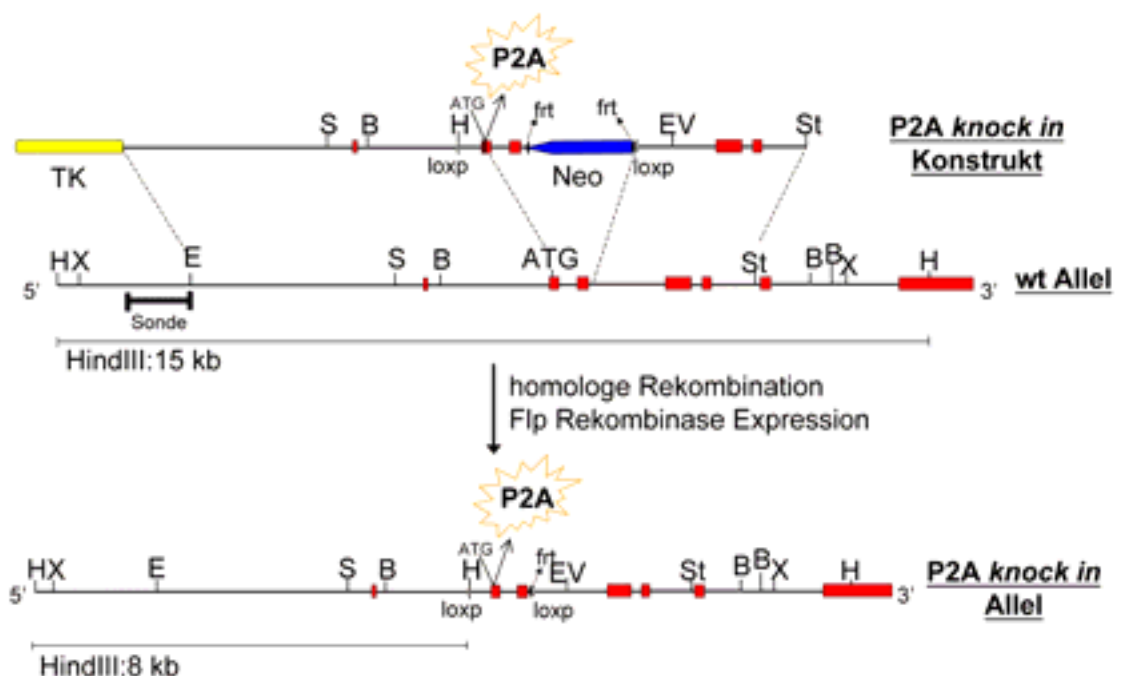 P2A
ATG frt frt
S B H EV St
P2A knock in
Konstrukt
loxp loxp
TK Neo
H X E S B ATG St B B X H
5' 3'
wt Allel
Sonde
HindIII:15 kb
homologe Rekombination
Flp Rekombinase Expression
P2A
ATG frt
H X E S B H EV St B B X H
5' 3'
P2A knock in
Allel
loxp loxp
HindIII:8 kb